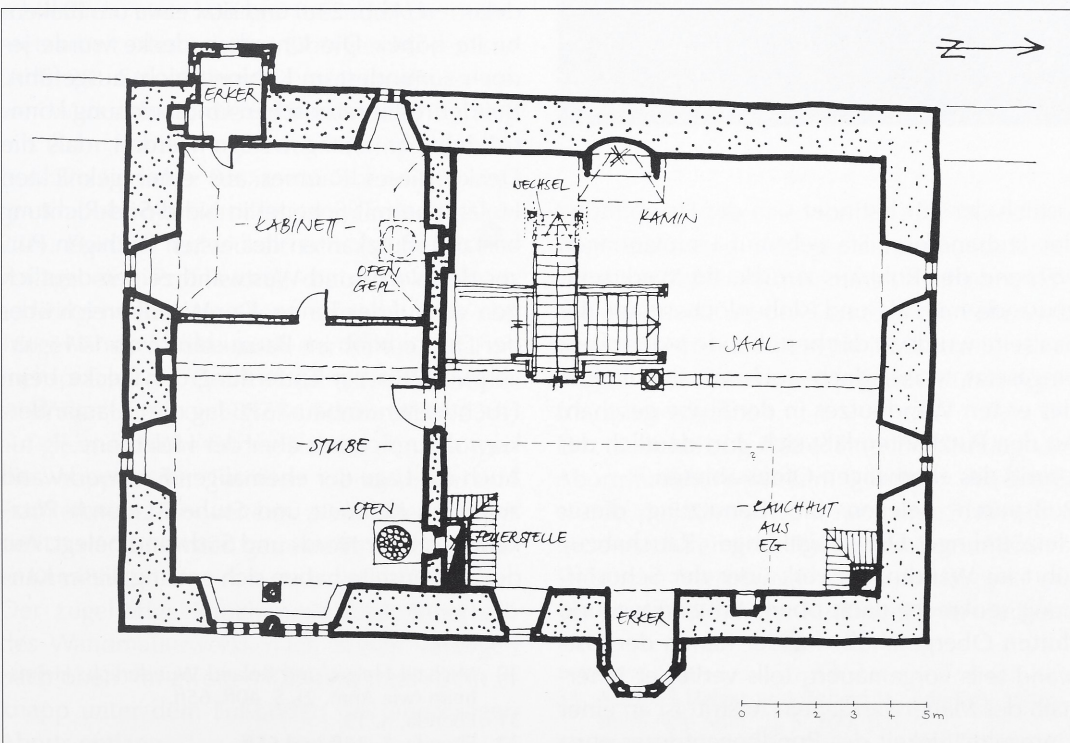 N
ERKER
WECHSEL
KAMIN
KABINETT
OFEN
GEPL.
SAAL
STUBE
?
OFEN
FEUERSTELLE
RAUCHHUT
AUS
EG
ERKER
0 1 2 3 4 5m